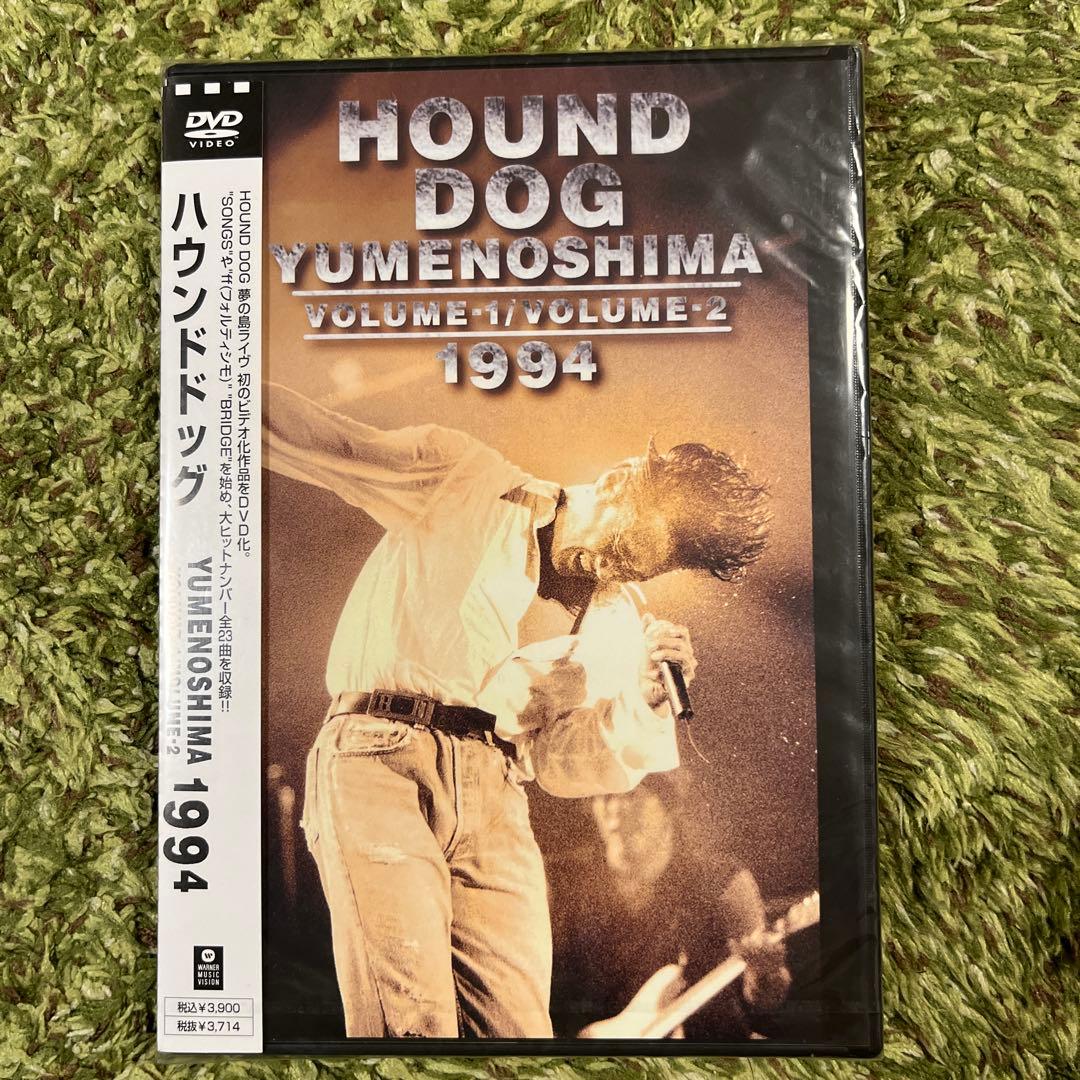 DVD
VIDEO
HOUND DOG 夢の島ライヴ 初のビデオ化作品をDVD化。
"SONGS"や"ff(フォルティシモ)" "BRIDGE"を始め、大ヒットナンバー全23曲を収録!!
ハウンドドッグ
YUMENOSHIMA 1994
VOLUME-2
WARNER
MUSIC
VISION
税込¥3,900
税抜¥3,714
HOUND
DOG
YUMENOSHIMA
VOLUME-1/VOLUME-2
1994